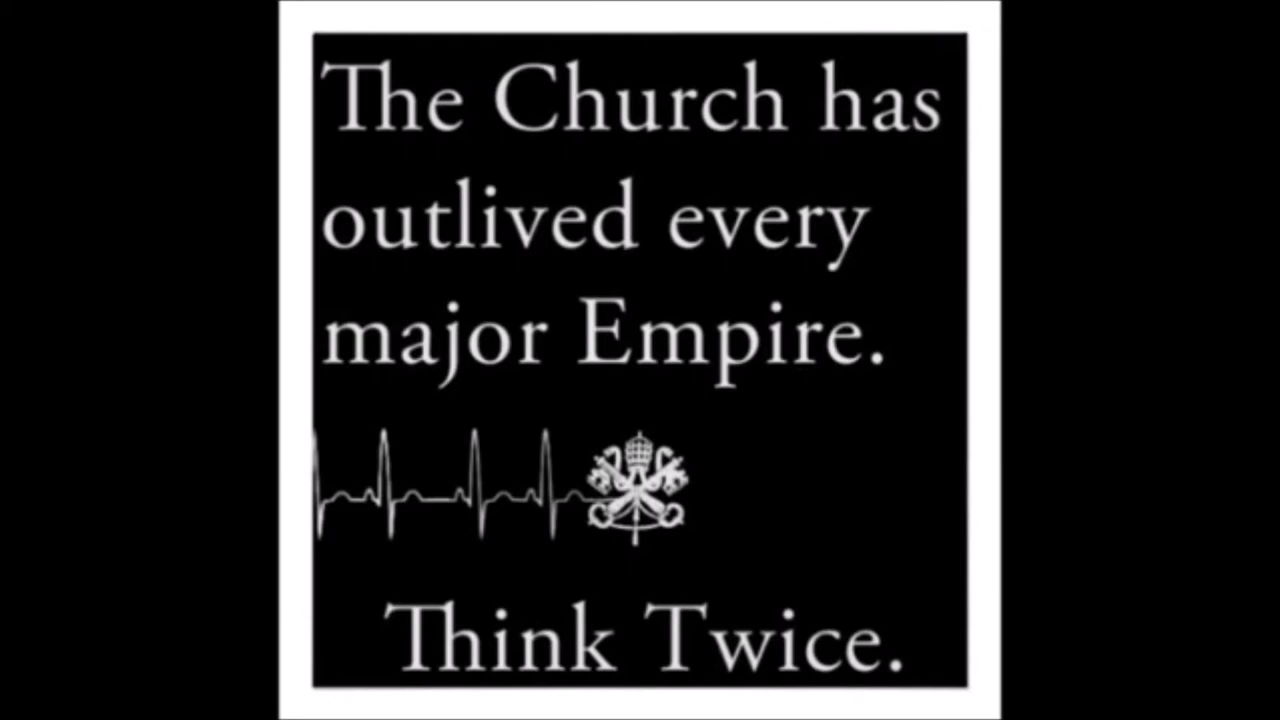 The Church has
outlived every
major Empire.
Think Twice.